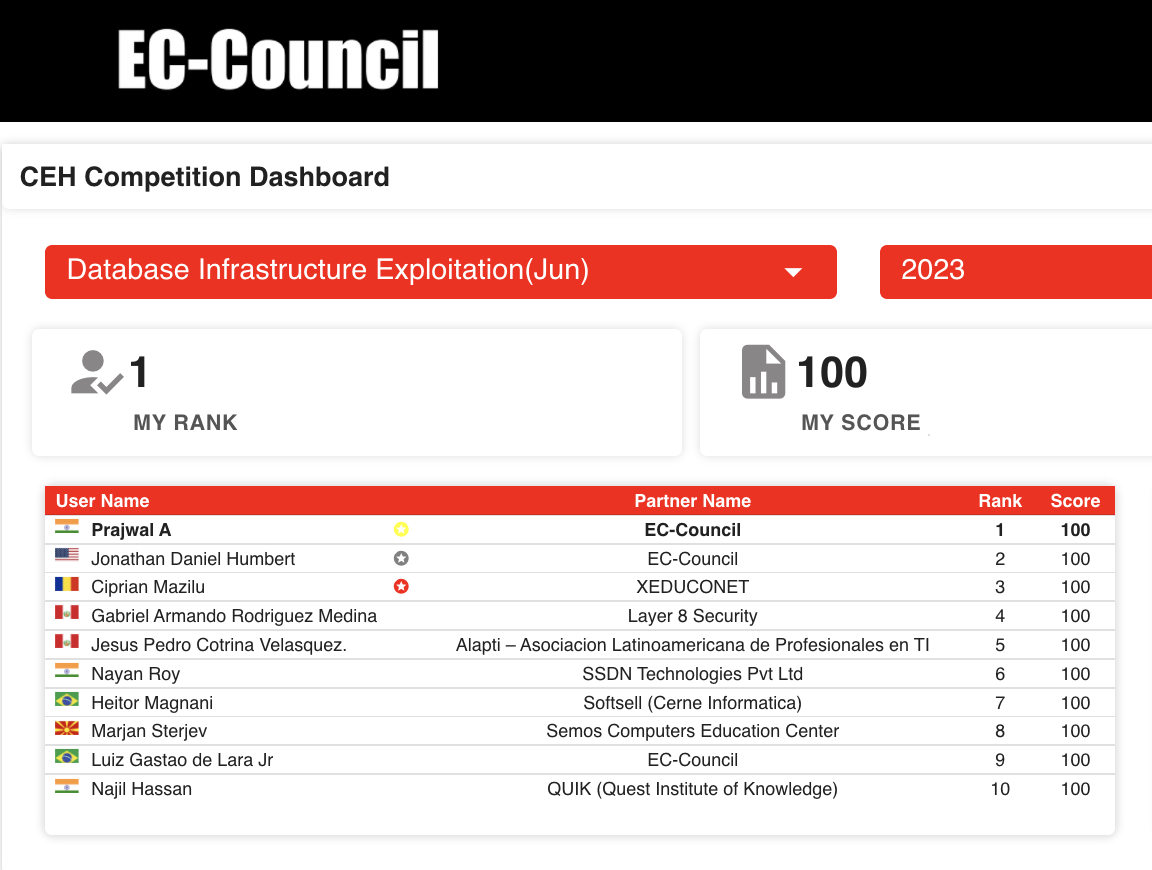 EC-Council
CEH Competition Dashboard
Database Infrastructure Exploitation(Jun) 2023
1
MY RANK
100
MY SCORE
User Name Partner Name Rank Score
Prajwal A EC-Council 1 100
Jonathan Daniel Humbert EC-Council 2 100
Ciprian Mazilu XEDUCONET 3 100
Gabriel Armando Rodriguez Medina Layer 8 Security 4 100
Jesus Pedro Cotrina Velasquez. Alapti – Asociacion Latinoamericana de Profesionales en TI 5 100
Nayan Roy SSDN Technologies Pvt Ltd 6 100
Heitor Magnani Softsell (Cerne Informatica) 7 100
Marjan Sterjev Semos Computers Education Center 8 100
Luiz Gastao de Lara Jr EC-Council 9 100
Najil Hassan QUIK (Quest Institute of Knowledge) 10 100